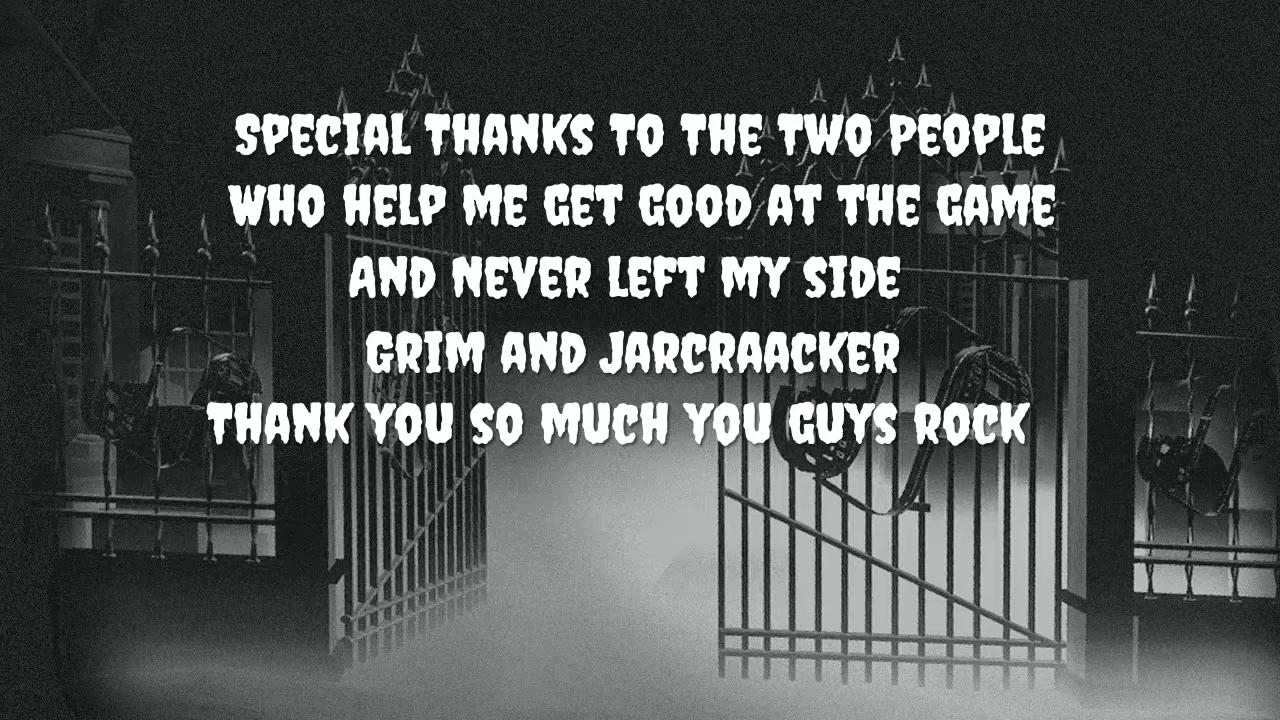 SPECIAL THANKS TO THE TWO PEOPLE
WHO HELP ME GET GOOD AT THE GAME
AND NEVER LEFT MY SIDE
GRIM AND JARCRAACKER
THANK YOU SO MUCH YOU GUYS ROCK